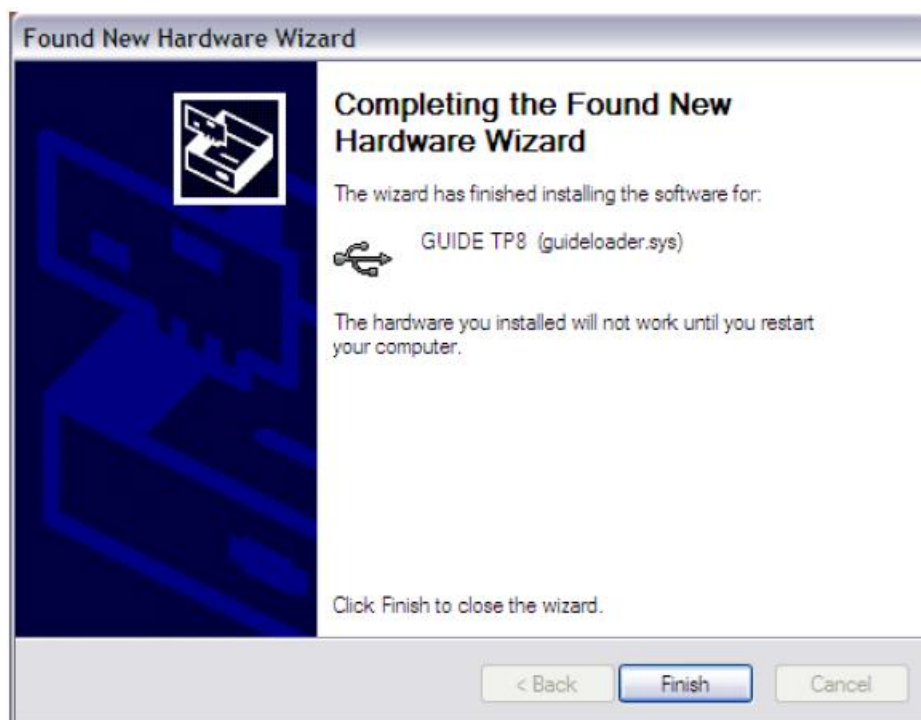 Found New Hardware Wizard
Completing the Found New
Hardware Wizard
The wizard has finished installing the software for:
GUIDE TP8 (guideloader.sys)
The hardware you installed will not work until you restart
your computer.
Click Finish to close the wizard.
< Back Finish Cancel